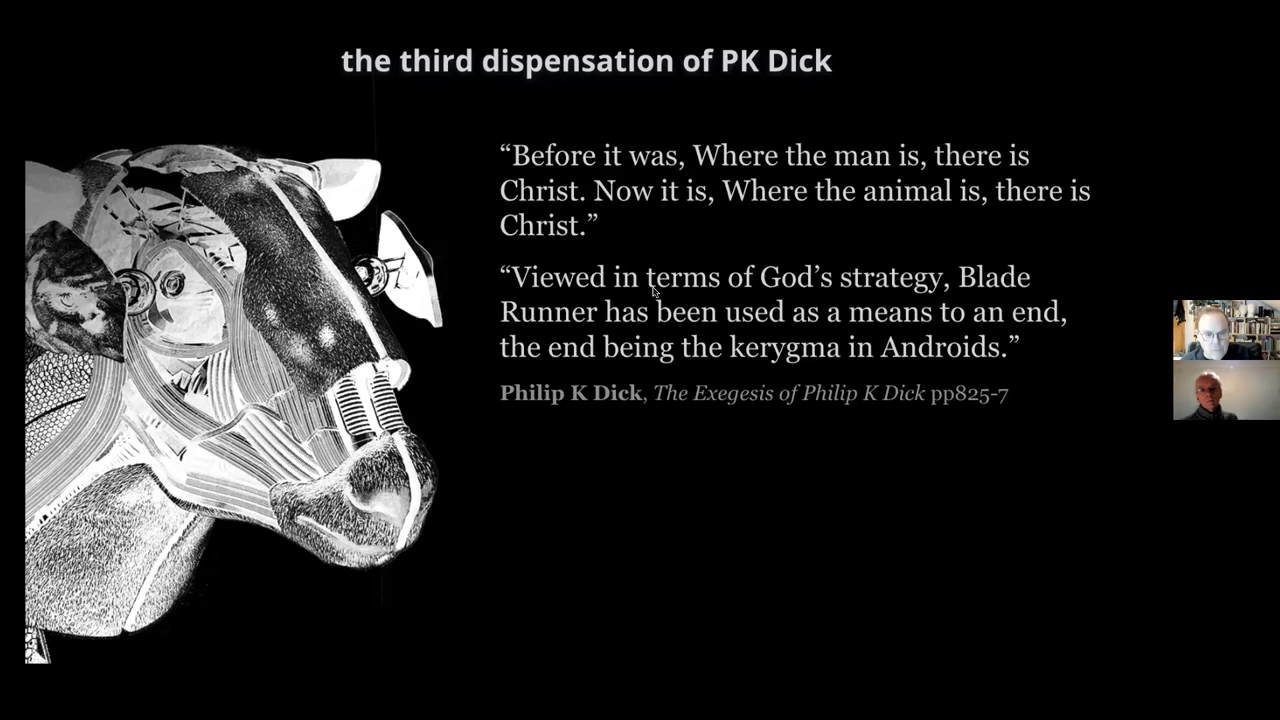 the third dispensation of PK Dick
“Before it was, Where the man is, there is
Christ. Now it is, Where the animal is, there is
Christ.”
“Viewed in terms of God’s strategy, Blade
Runner has been used as a means to an end,
the end being the kerygma in Androids.”
Philip K Dick, The Exegesis of Philip K Dick pp825-7